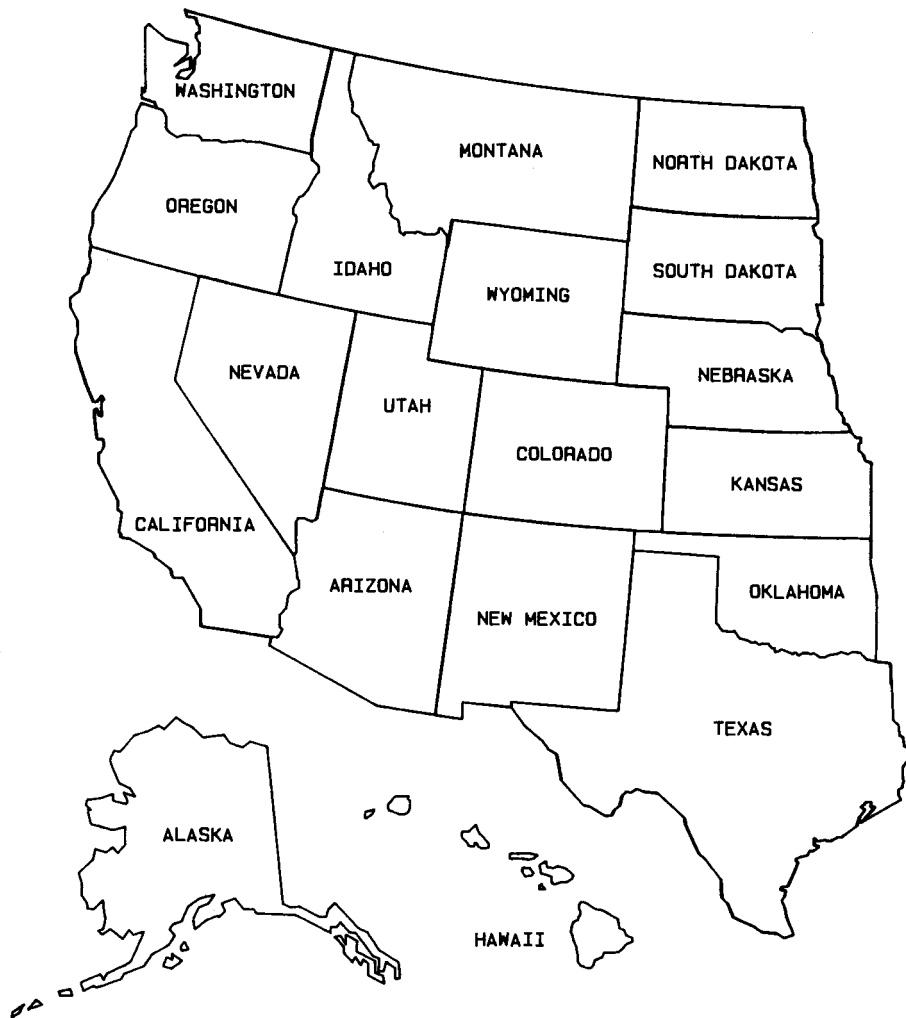 WASHINGTON
MONTANA
NORTH DAKOTA
OREGON
IDAHO
SOUTH DAKOTA
WYOMING
NEVADA
NEBRASKA
UTAH
COLORADO
KANSAS
CALIFORNIA
ARIZONA
OKLAHOMA
NEW MEXICO
TEXAS
ALASKA
HAWAII